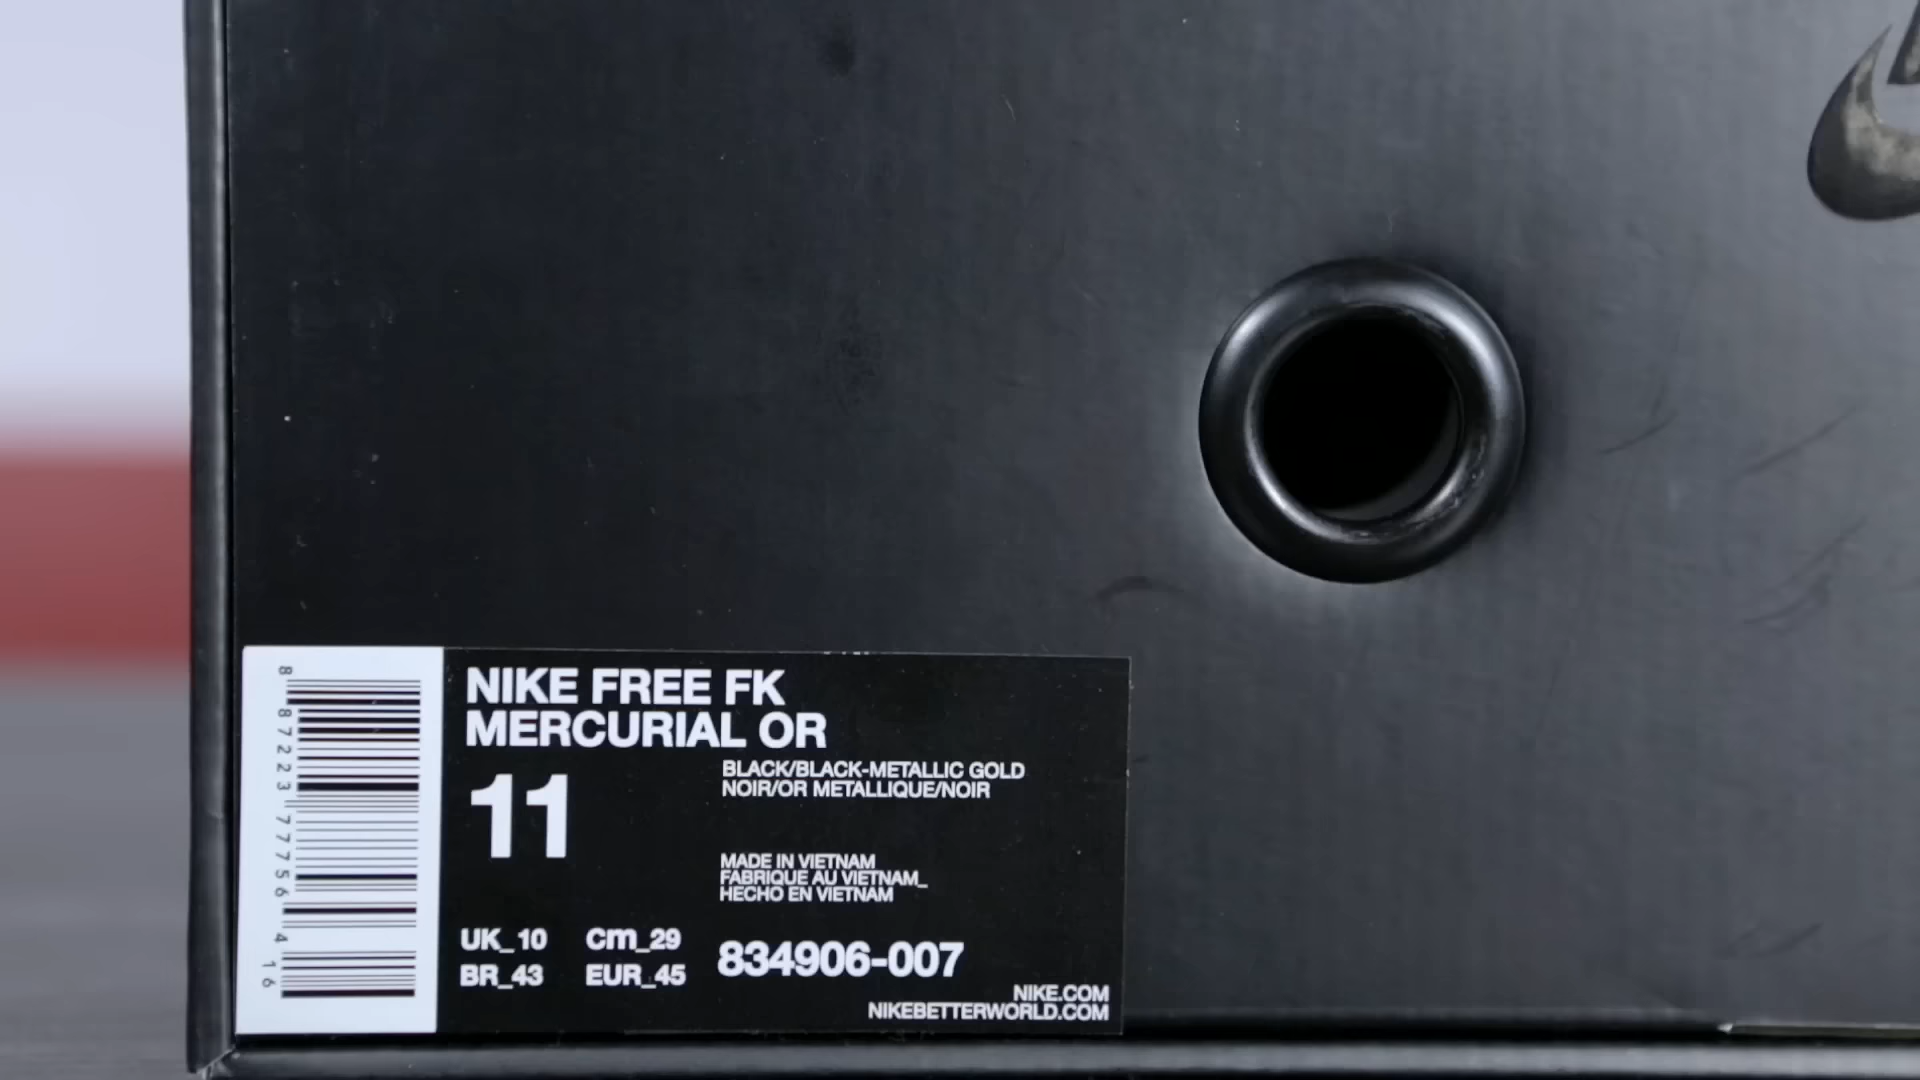 8 87223 77756 4 16
NIKE FREE FK
MERCURIAL OR
11
BLACK/BLACK-METALLIC GOLD
NOIR/OR METALLIQUE/NOIR
MADE IN VIETNAM
FABRIQUE AU VIETNAM_
HECHO EN VIETNAM
UK_10 cm_29
BR_43 EUR_45
834906-007
NIKE.COM
NIKEBETTERWORLD.COM